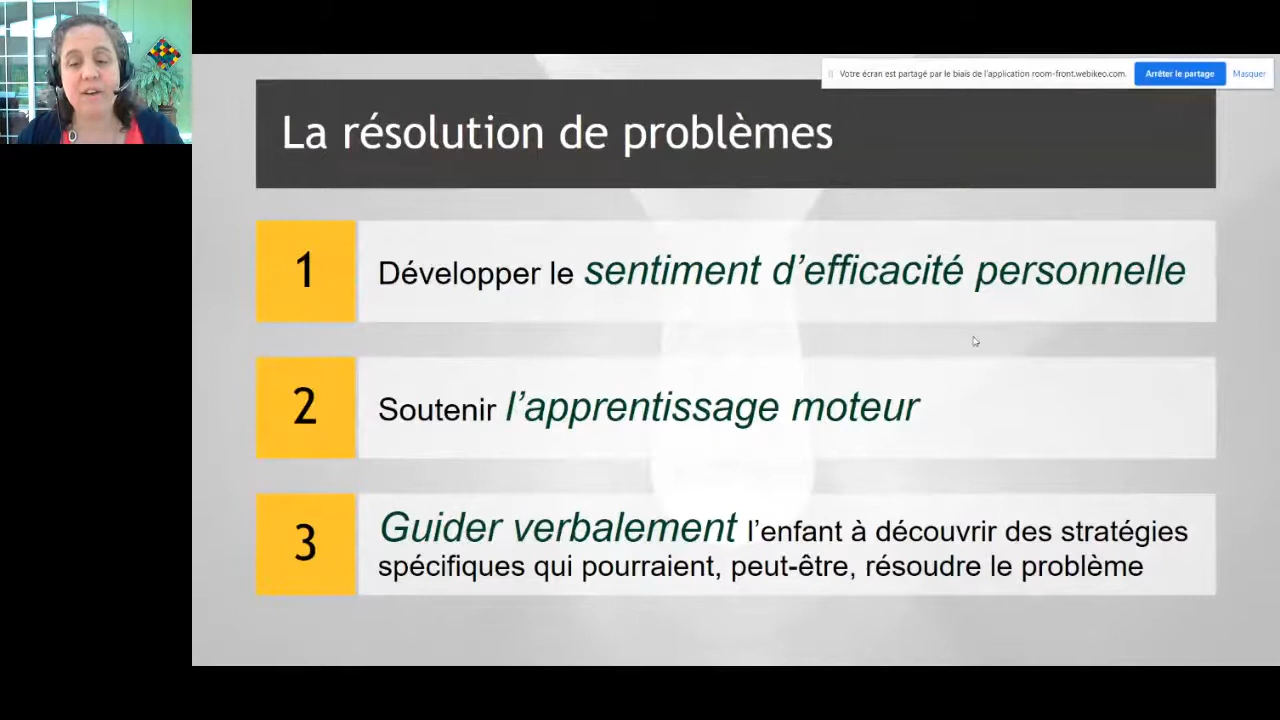 Votre écran est partagé par le biais de l'application room-front.webikeo.com.
Arrêter le partage
Masquer
La résolution de problèmes
1
Développer le sentiment d’efficacité personnelle
2
Soutenir l’apprentissage moteur
3
Guider verbalement l’enfant à découvrir des stratégies
spécifiques qui pourraient, peut-être, résoudre le problème